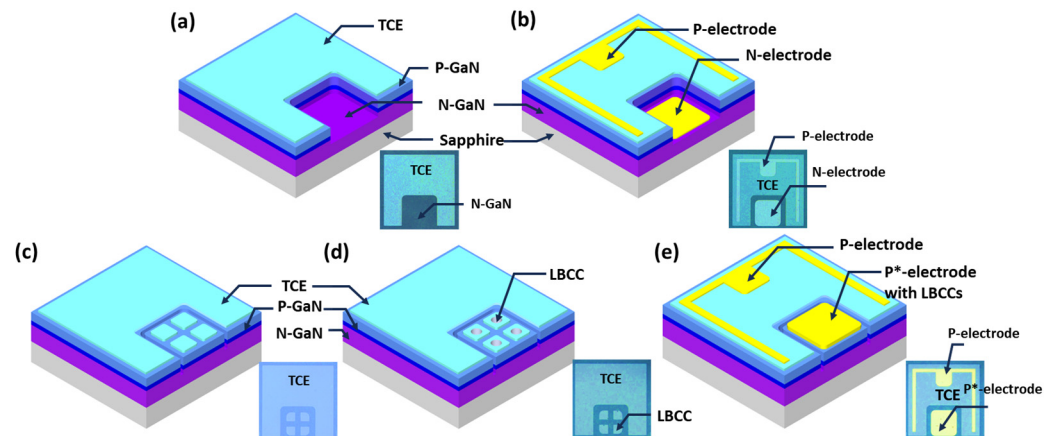 (a)
TCE
P-GaN
N-GaN
Sapphire
TCE
N-GaN
(b)
P-electrode
N-electrode
P-electrode
N-electrode
TCE
(c)
TCE
P-GaN
N-GaN
TCE
(d)
LBCC
TCE
LBCC
(e)
P-electrode
P*-electrode
with LBCCs
P-electrode
TCE
P*-electrode